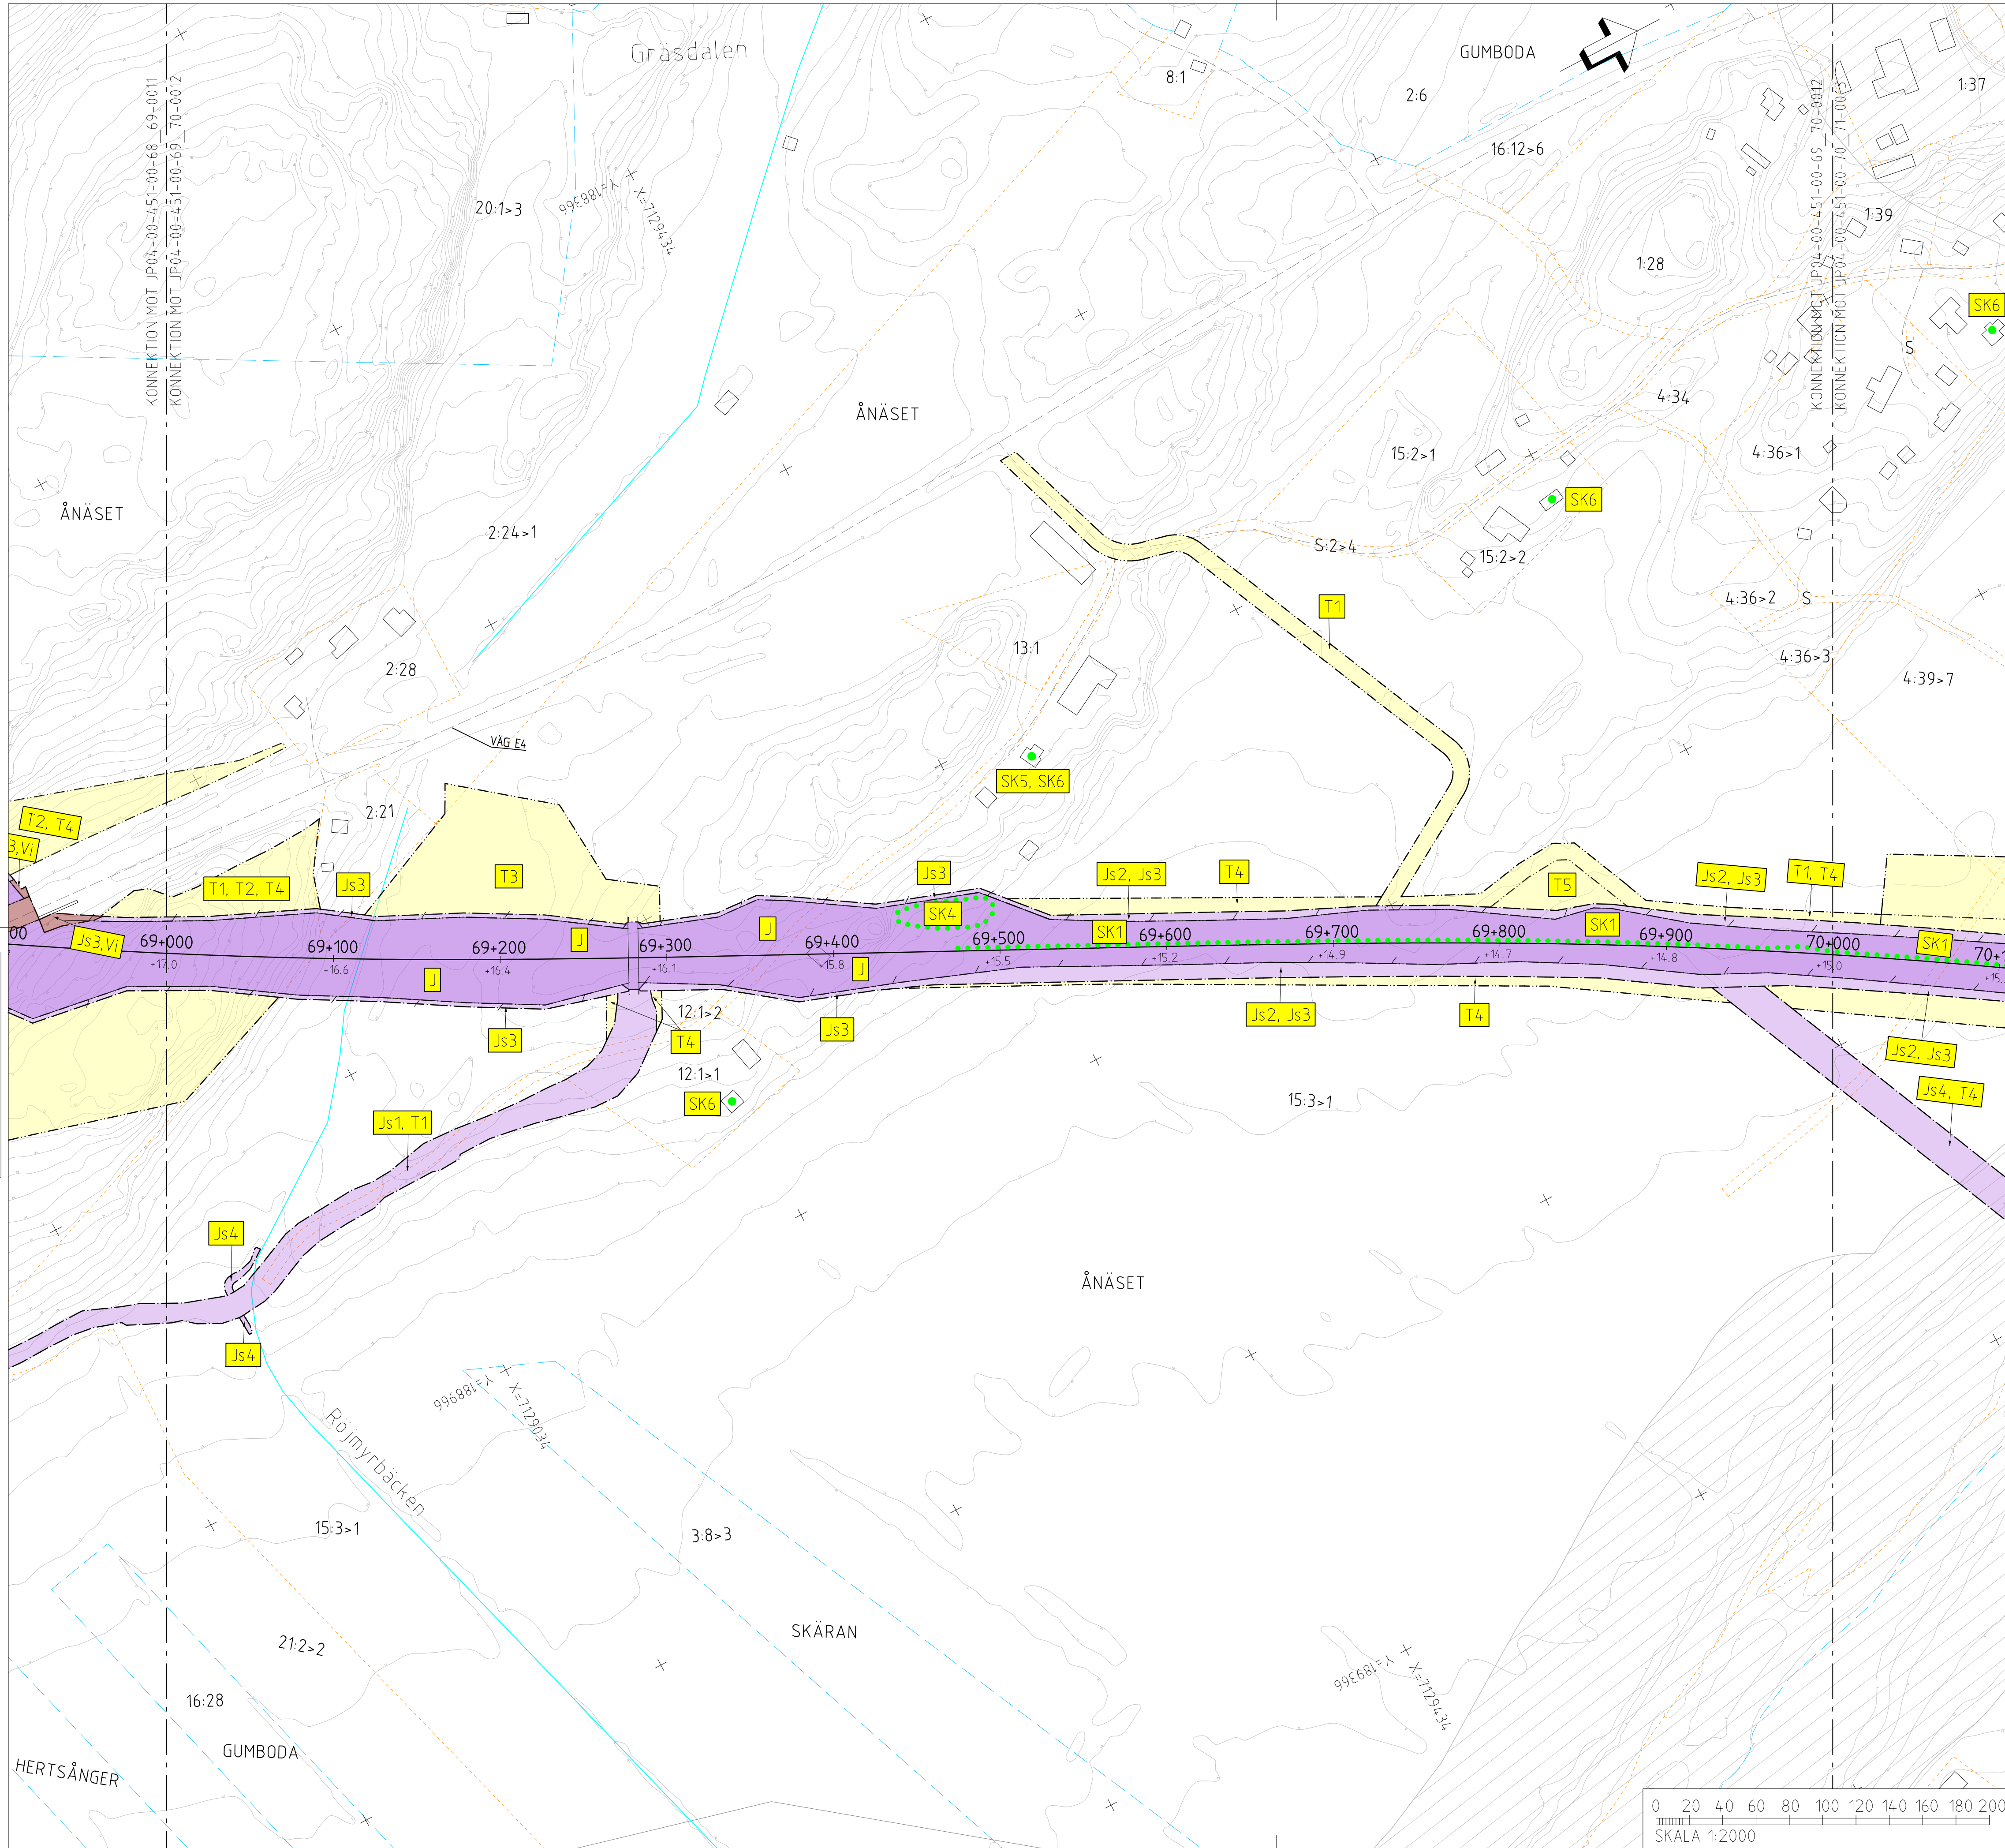 Gräsdalen
GUMBODA
8:1
2:6
1:37
16:12>6
KONNEKTION MOT JP04-00-451-00-68_69-0011
KONNEKTION MOT JP04-00-451-00-69_70-0012
KONNEKTION MOT JP04-00-451-00-69_70-0012
KONNEKTION MOT JP04-00-451-00-70_71-0013
20:1>3
Y=188366
X=7129434
1:39
1:28
SK6
S
4:34
ÅNÄSET
15:2>1
4:36>1
SK6
ÅNÄSET
2:24>1
S:2>4
15:2>2
4:36>2
S
T1
13:1
4:36>3
4:39>7
2:28
VÄG E4
SK5, SK6
2:21
T2, T4
3,Vi
T1, T2, T4
Js3
T3
Js3
Js2, Js3
T4
T5
Js2, Js3
T1, T4
SK4
SK1
SK1
SK1
Js3,Vi
J
J
J
J
00
69+000
69+100
69+200
69+300
69+400
69+500
69+600
69+700
69+800
69+900
70+000
70+1
+17.0
+16.6
+16.4
+16.1
+15.8
+15.5
+15.2
+14.9
+14.7
+14.8
+15.0
+15.
Js3
12:1>2
T4
Js3
Js2, Js3
T4
Js2, Js3
12:1>1
SK6
15:3>1
Js4, T4
Js1, T1
Js4
Js4
ÅNÄSET
Y=188966
X=7129034
Röjmyrbäcken
15:3>1
3:8>3
21:2>2
SKÄRAN
Y=189366
X=7129434
16:28
GUMBODA
HERTSÅNGER
0 20 40 60 80 100 120 140 160 180 200
SKALA 1:2000